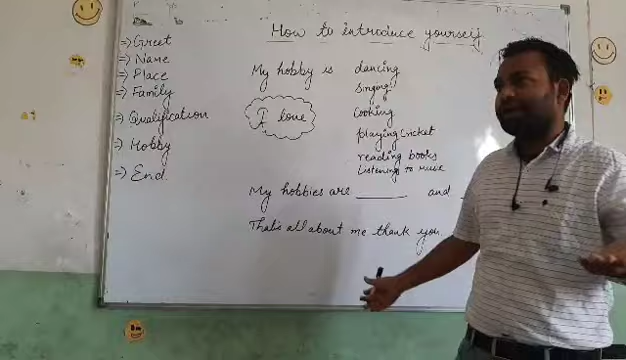 How to introduce yourself
=> Greet
=> Name
=> Place
=> Family
=> Qualification
=> Hobby
=> End
My hobby is dancing
Singing
Cooking
I love
playing Cricket
reading books
Listening to music
My hobbies are ______ and
That's all about me thank you